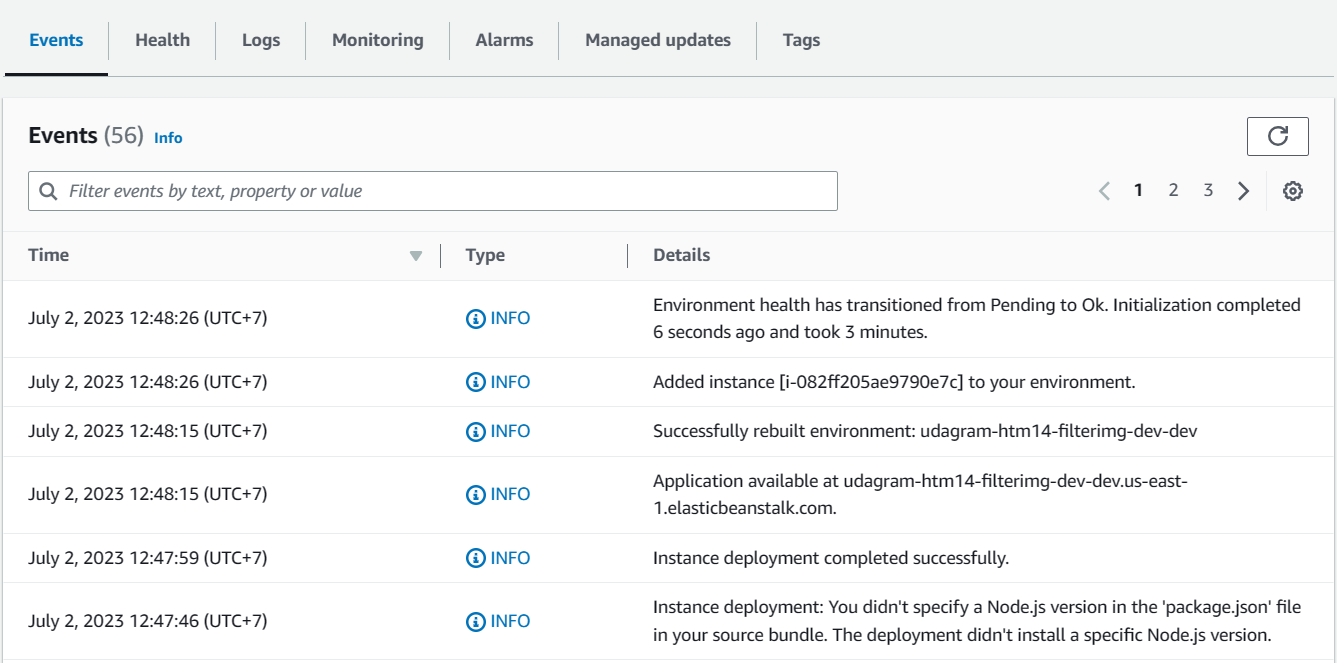 Events Health Logs Monitoring Alarms Managed updates Tags
Events (56) Info
Filter events by text, property or value
1 2 3
Time Type Details
July 2, 2023 12:48:26 (UTC+7) INFO Environment health has transitioned from Pending to Ok. Initialization completed
6 seconds ago and took 3 minutes.
July 2, 2023 12:48:26 (UTC+7) INFO Added instance [i-082ff205ae9790e7c] to your environment.
July 2, 2023 12:48:15 (UTC+7) INFO Successfully rebuilt environment: udagram-htm14-filterimg-dev-dev
July 2, 2023 12:48:15 (UTC+7) INFO Application available at udagram-htm14-filterimg-dev-dev.us-east-
1.elasticbeanstalk.com.
July 2, 2023 12:47:59 (UTC+7) INFO Instance deployment completed successfully.
July 2, 2023 12:47:46 (UTC+7) INFO Instance deployment: You didn't specify a Node.js version in the 'package.json' file
in your source bundle. The deployment didn't install a specific Node.js version.